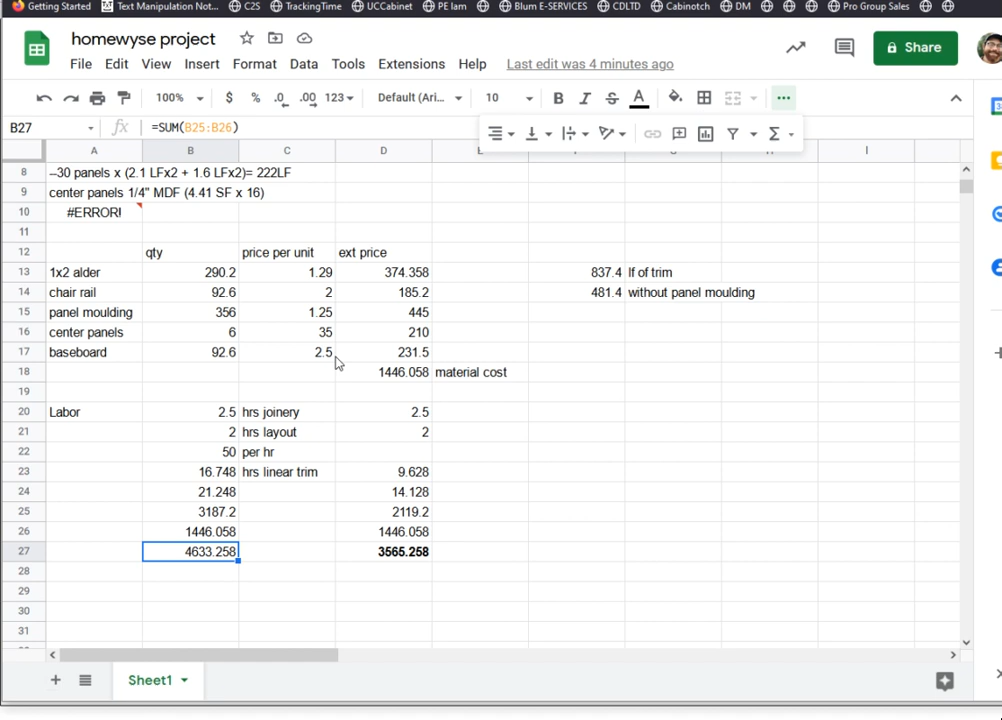 Getting Started Text Manipulation Not... C2S TrackingTime UCCabinet PE lam Blum E-SERVICES CDLTD Cabinotch DM Pro Group Sales
homewyse project
Share
File Edit View Insert Format Data Tools Extensions Help Last edit was 4 minutes ago
100% $ % .0 .00 123 Default (Ari... 10 B I S A
B27 fx =SUM(B25:B26)
A B C D E I
8 --30 panels x (2.1 LFx2 + 1.6 LFx2)= 222LF
9 center panels 1/4" MDF (4.41 SF x 16)
10 #ERROR!
11
12 qty price per unit ext price
13 1x2 alder 290.2 1.29 374.358 837.4 lf of trim
14 chair rail 92.6 2 185.2 481.4 without panel moulding
15 panel moulding 356 1.25 445
16 center panels 6 35 210
17 baseboard 92.6 2.5 231.5
18 1446.058 material cost
19
20 Labor 2.5 hrs joinery 2.5
21 2 hrs layout 2
22 50 per hr
23 16.748 hrs linear trim 9.628
24 21.248 14.128
25 3187.2 2119.2
26 1446.058 1446.058
27 4633.258 3565.258
28
29
30
31
Sheet1